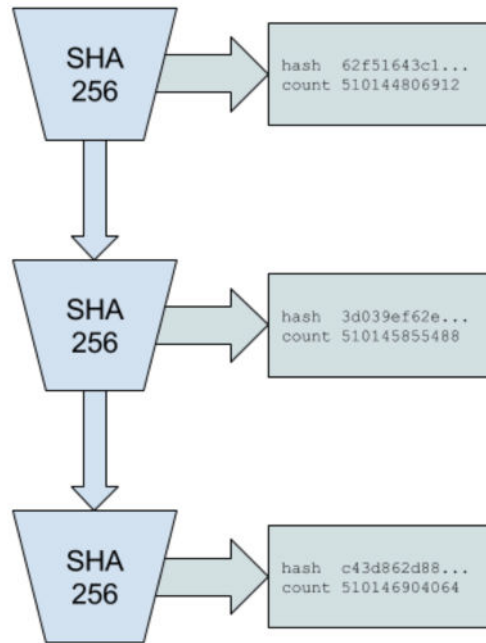 SHA
256
hash 62f51643c1...
count 510144806912
SHA
256
hash 3d039ef62e...
count 510145855488
SHA
256
hash c43d862d88...
count 510146904064